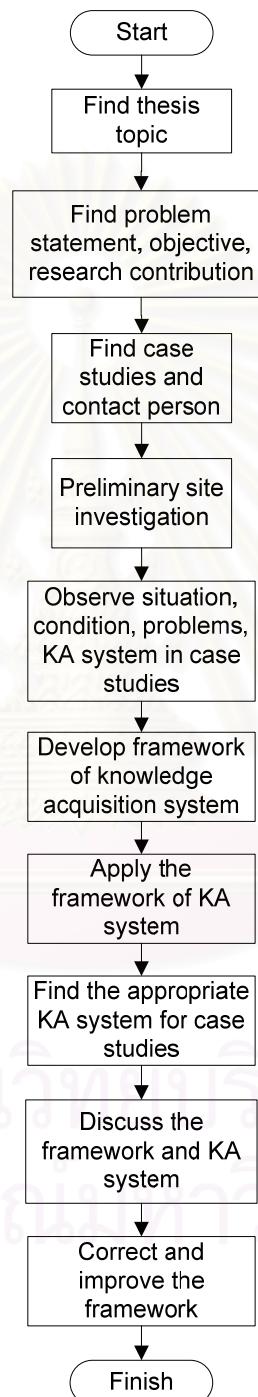 Start
Find thesis
topic
Find problem
statement, objective,
research contribution
Find case
studies and
contact person
Preliminary site
investigation
Observe situation,
condition, problems,
KA system in case
studies
Develop framework
of knowledge
acquisition system
Apply the
framework of KA
system
Find the appropriate
KA system for case
studies
Discuss the
framework and KA
system
Correct and
improve the
framework
Finish